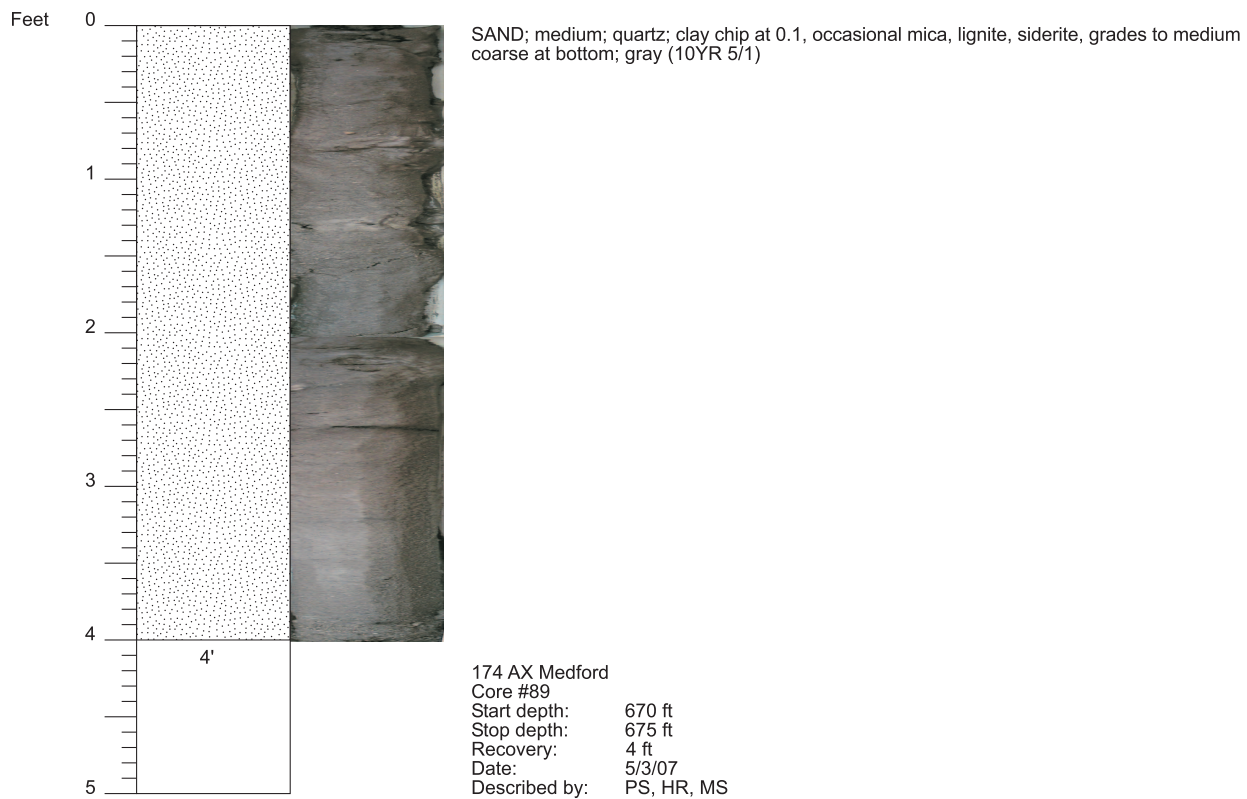 Feet
0
SAND; medium; quartz; clay chip at 0.1, occasional mica, lignite, siderite, grades to medium
coarse at bottom; gray (10YR 5/1)
1
2
3
4
4'
174 AX Medford
Core #89
Start depth: 670 ft
Stop depth: 675 ft
Recovery: 4 ft
Date: 5/3/07
Described by: PS, HR, MS
5